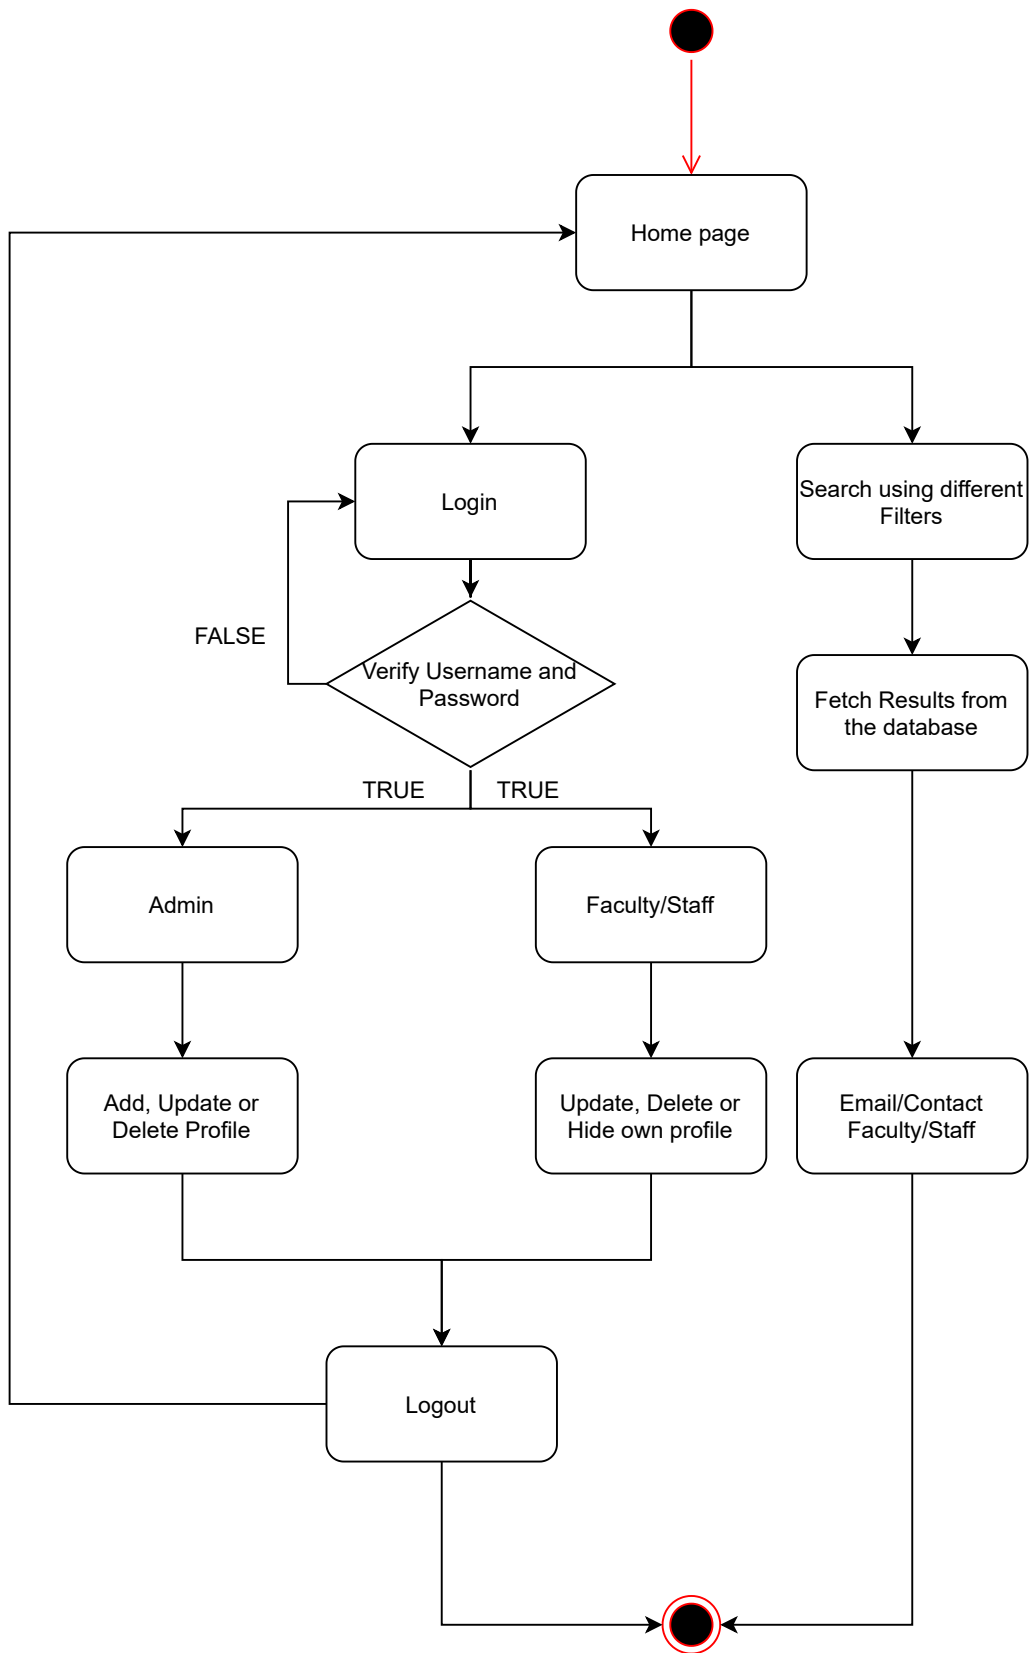 Home page
Login
Search using different
Filters
FALSE
Verify Username and
Password
Fetch Results from
the database
TRUE
TRUE
Admin
Faculty/Staff
Add, Update or
Delete Profile
Update, Delete or
Hide own profile
Email/Contact
Faculty/Staff
Logout